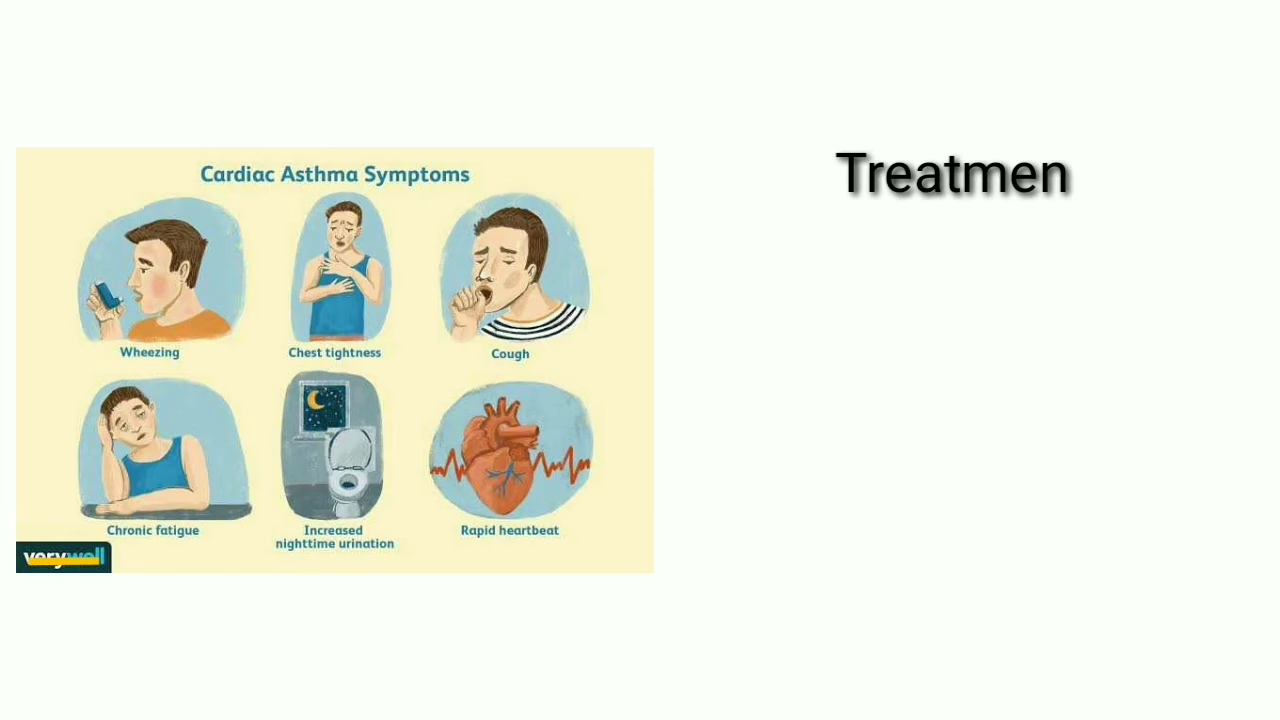 Cardiac Asthma Symptoms
Wheezing
Chest tightness
Cough
Chronic fatigue
Increased
nighttime urination
Rapid heartbeat
verywell
Treatmen